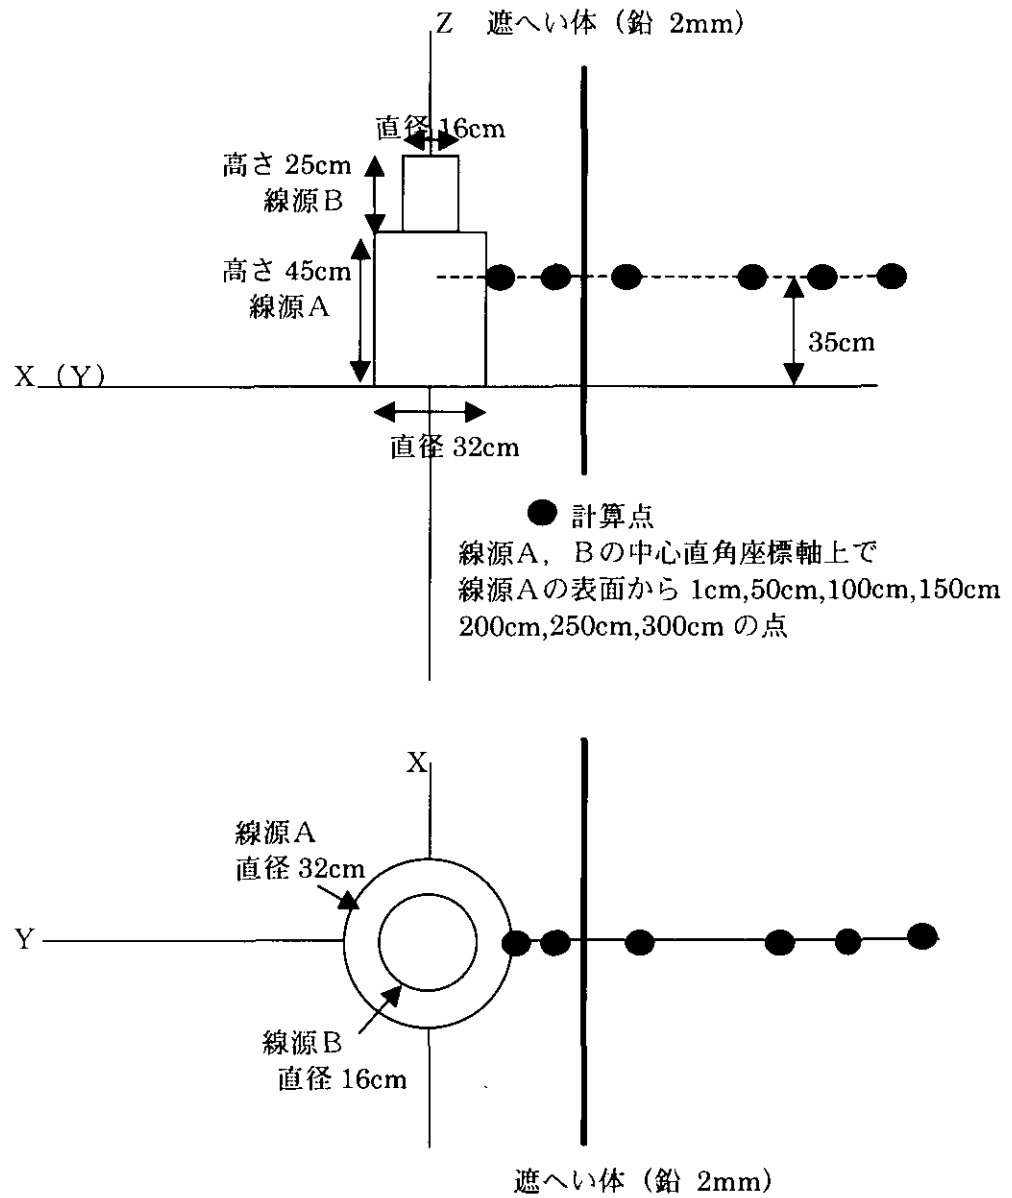 Z 遮へい体（鉛 2mm）
直径 16cm
高さ 25cm
線源Ｂ
高さ 45cm
線源Ａ
35cm
X（Y）
直径 32cm
計算点
線源Ａ，Ｂの中心直角座標軸上で
線源Ａの表面から 1cm,50cm,100cm,150cm
200cm,250cm,300cm の点
X
線源Ａ
直径 32cm
Y
線源Ｂ
直径 16cm
遮へい体（鉛 2mm）